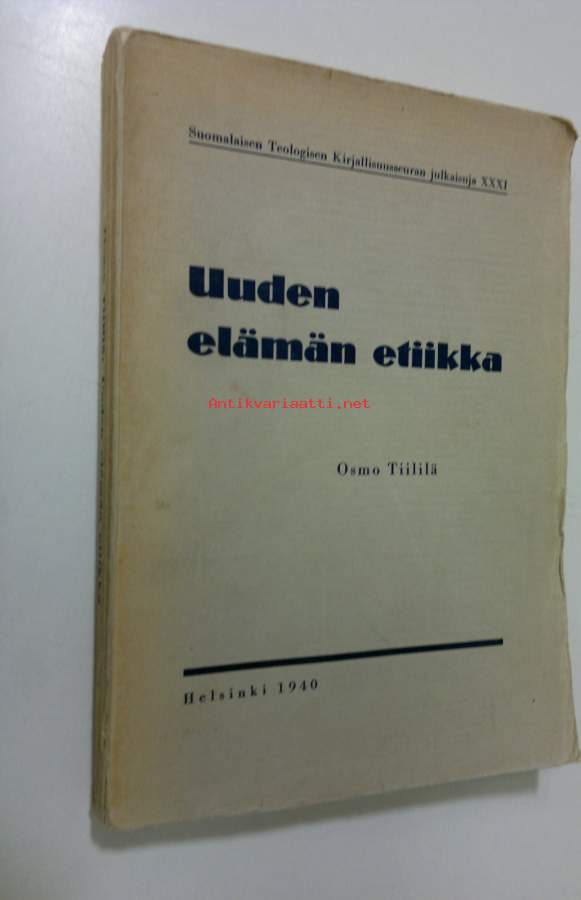 Suomalaisen Teologisen Kirjallisuusseuran julkaisuja XXXI
Uuden
elämän etiikka
Antikvariaatti.net
Osmo Tiililä
Helsinki 1940